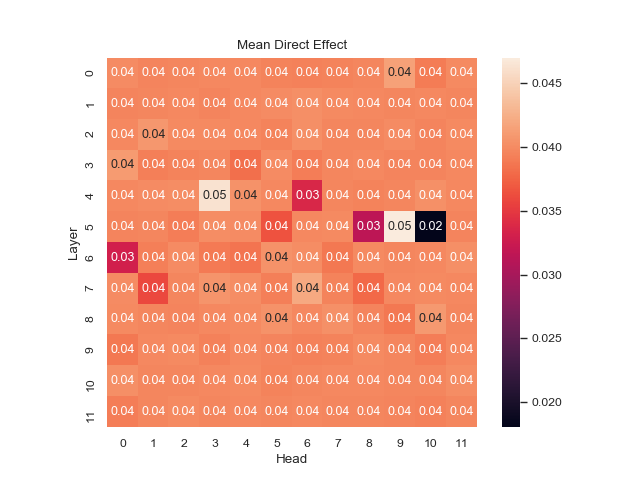 Mean Direct Effect
0 0.04 0.04 0.04 0.04 0.04 0.04 0.04 0.04 0.04 0.04 0.04 0.04
1 0.04 0.04 0.04 0.04 0.04 0.04 0.04 0.04 0.04 0.04 0.04 0.04
2 0.04 0.04 0.04 0.04 0.04 0.04 0.04 0.04 0.04 0.04 0.04 0.04
3 0.04 0.04 0.04 0.04 0.04 0.04 0.04 0.04 0.04 0.04 0.04 0.04
4 0.04 0.04 0.04 0.05 0.04 0.04 0.03 0.04 0.04 0.04 0.04 0.04
5 0.04 0.04 0.04 0.04 0.04 0.04 0.04 0.04 0.03 0.05 0.02 0.04
6 0.03 0.04 0.04 0.04 0.04 0.04 0.04 0.04 0.04 0.04 0.04 0.04
7 0.04 0.04 0.04 0.04 0.04 0.04 0.04 0.04 0.04 0.04 0.04 0.04
8 0.04 0.04 0.04 0.04 0.04 0.04 0.04 0.04 0.04 0.04 0.04 0.04
9 0.04 0.04 0.04 0.04 0.04 0.04 0.04 0.04 0.04 0.04 0.04 0.04
10 0.04 0.04 0.04 0.04 0.04 0.04 0.04 0.04 0.04 0.04 0.04 0.04
11 0.04 0.04 0.04 0.04 0.04 0.04 0.04 0.04 0.04 0.04 0.04 0.04
Layer
0 1 2 3 4 5 6 7 8 9 10 11
Head
0.045
0.040
0.035
0.030
0.025
0.020